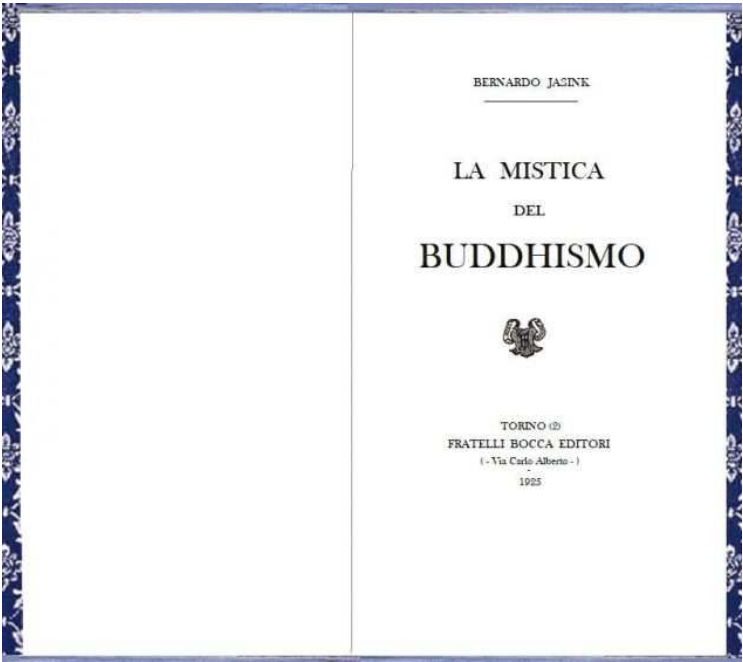 BERNARDO JASINK
LA MISTICA
DEL
BUDDHISMO
TORINO (2)
FRATELLI BOCCA EDITORI
( - Via Carlo Alberto - )
-
1925